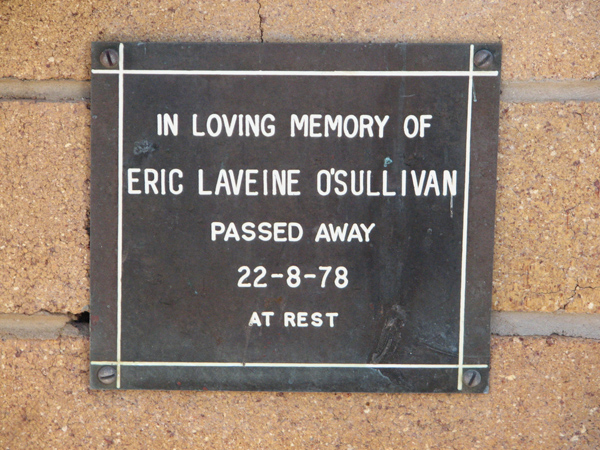 IN LOVING MEMORY OF
ERIC LAVEINE O'SULLIVAN
PASSED AWAY
22-8-78
AT REST